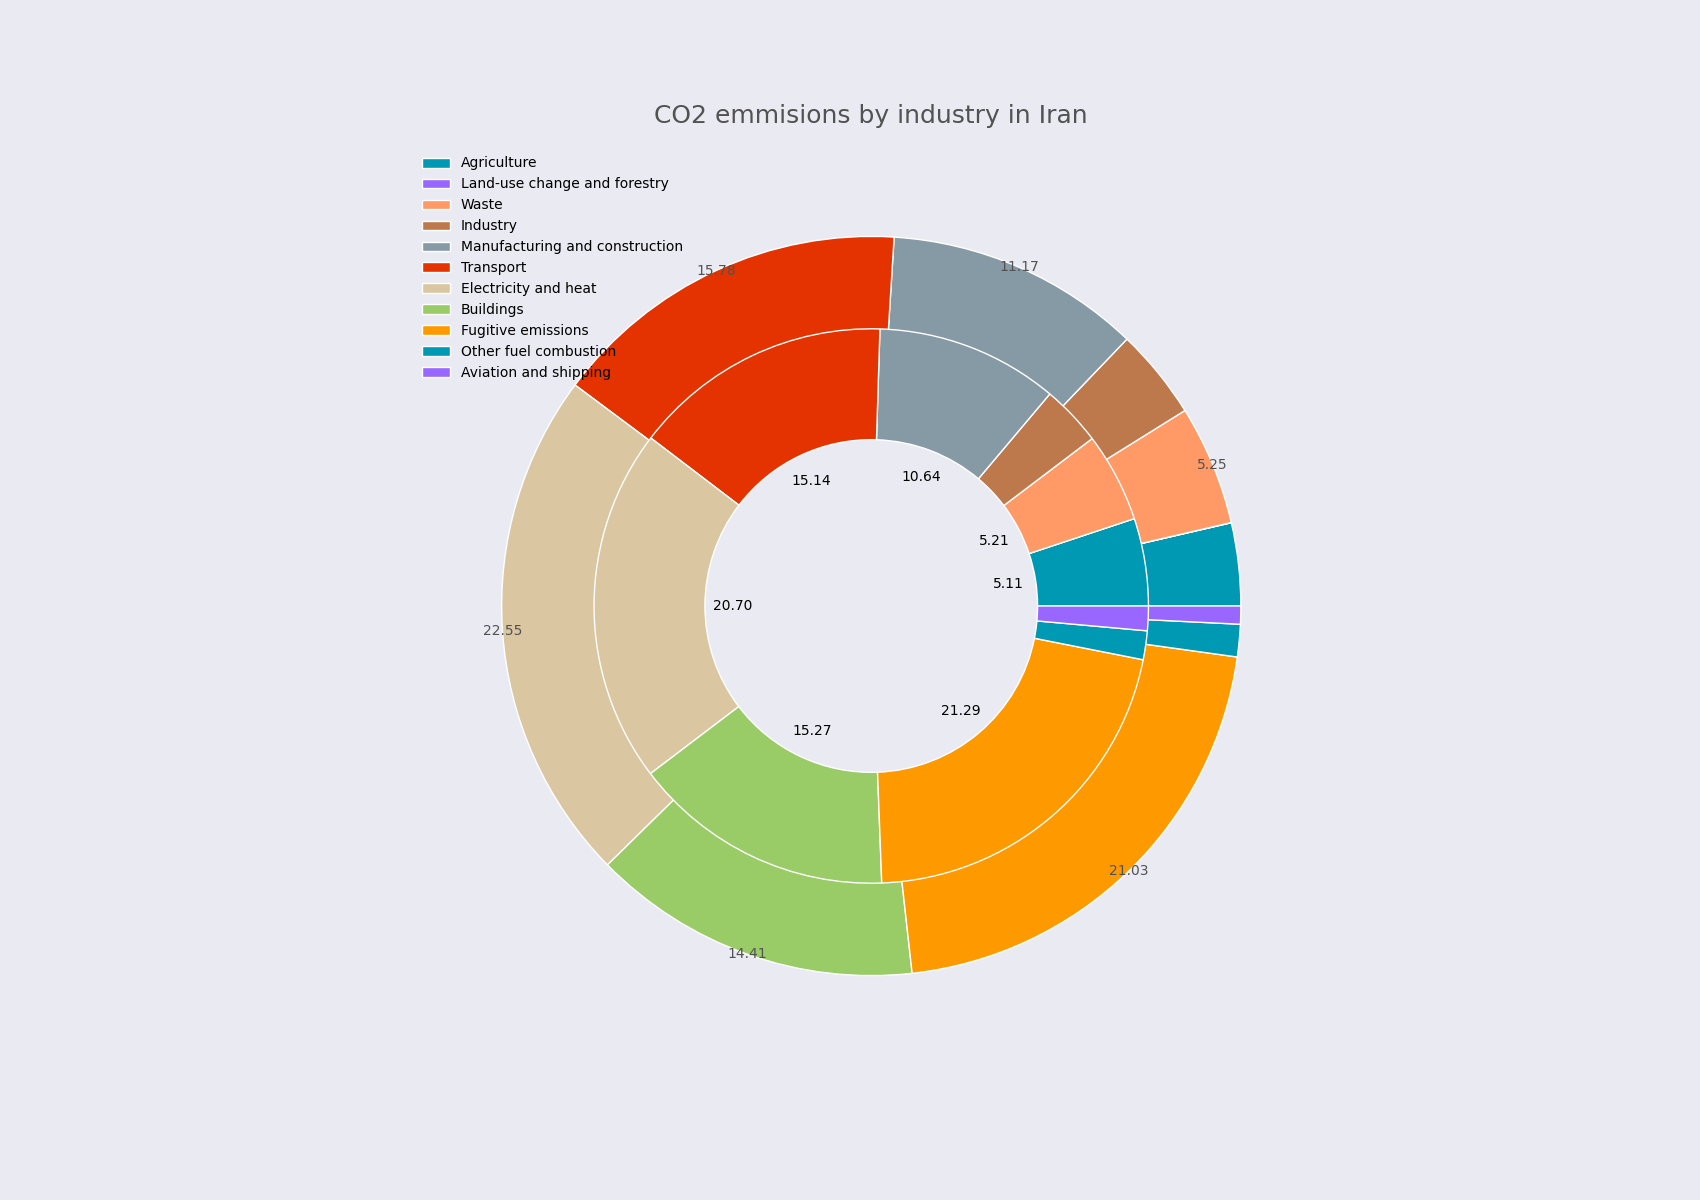 CO2 emmisions by industry in Iran
Agriculture
Land-use change and forestry
Waste
Industry
Manufacturing and construction
Transport
Electricity and heat
Buildings
Fugitive emissions
Other fuel combustion
Aviation and shipping
15.78
11.17
5.25
22.55
14.41
21.03
15.14
10.64
5.21
5.11
20.70
15.27
21.29